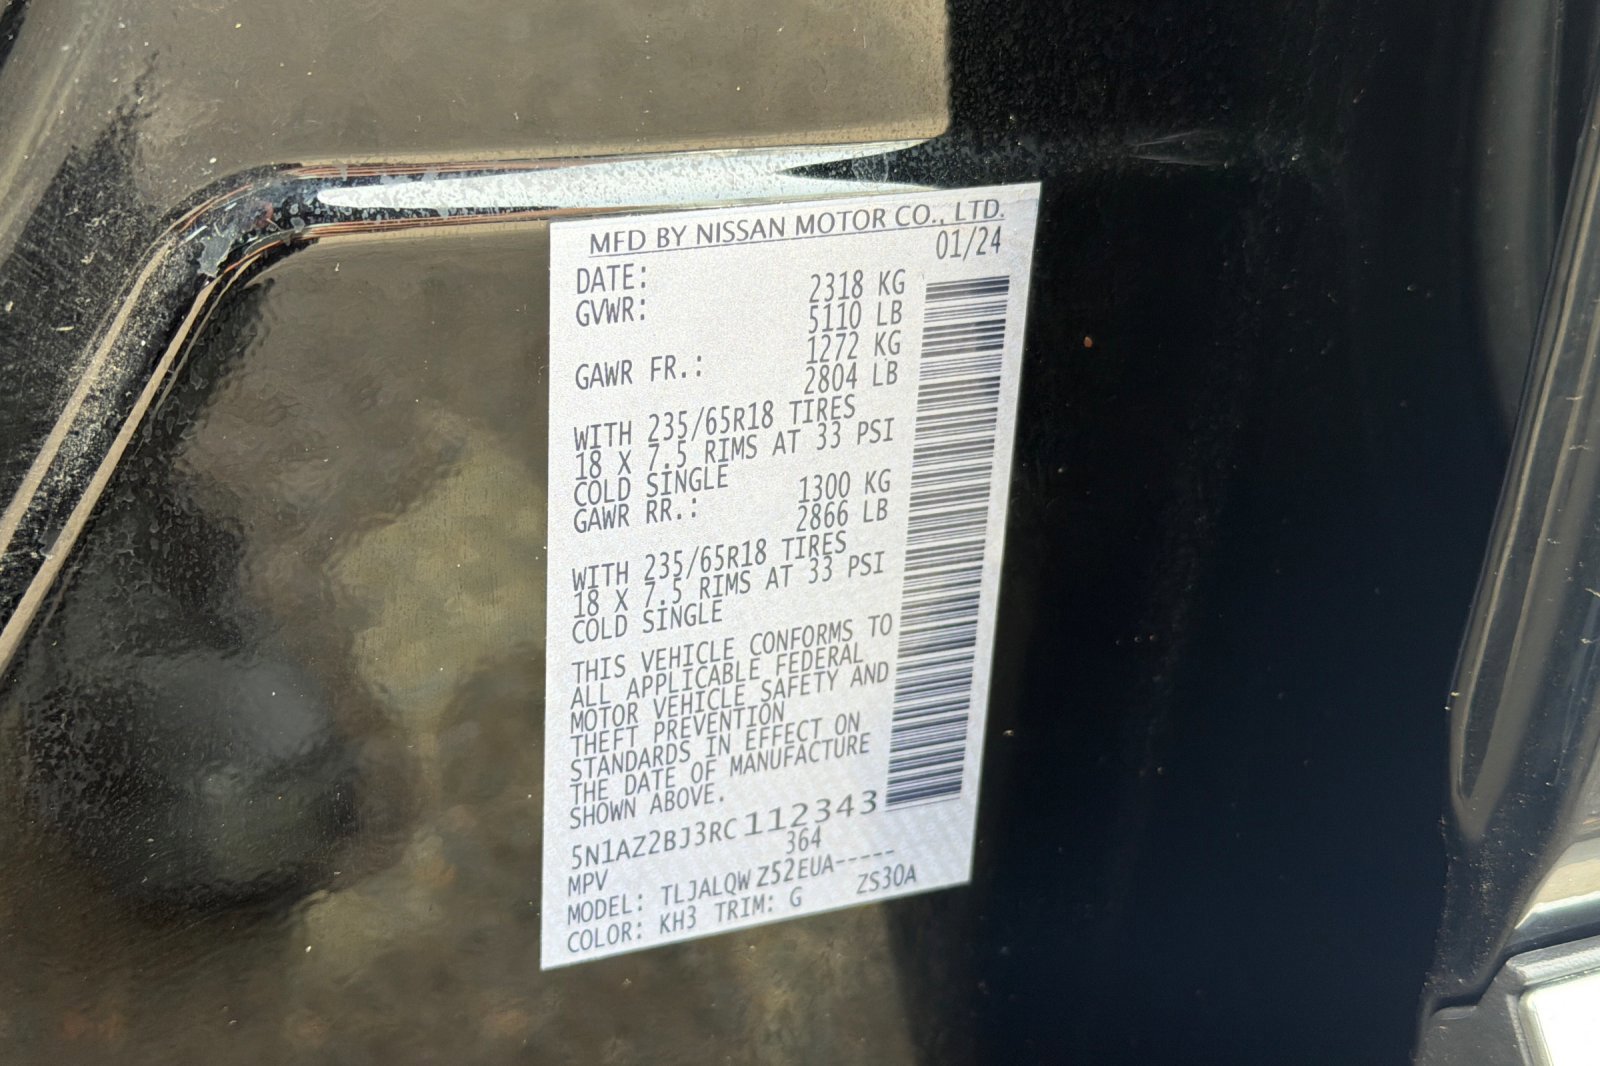 MFD BY NISSAN MOTOR CO., LTD.
DATE: 01/24
GVWR: 2318 KG
5110 LB
GAWR FR.: 1272 KG
2804 LB
WITH 235/65R18 TIRES
18 X 7.5 RIMS AT 33 PSI
COLD SINGLE
GAWR RR.: 1300 KG
2866 LB
WITH 235/65R18 TIRES
18 X 7.5 RIMS AT 33 PSI
COLD SINGLE
THIS VEHICLE CONFORMS TO
ALL APPLICABLE FEDERAL
MOTOR VEHICLE SAFETY AND
THEFT PREVENTION
STANDARDS IN EFFECT ON
THE DATE OF MANUFACTURE
SHOWN ABOVE.
5N1AZ2BJ3RC112343
MPV 364
MODEL: TLJALQWZ52EUA-----
COLOR: KH3 TRIM: G ZS30A